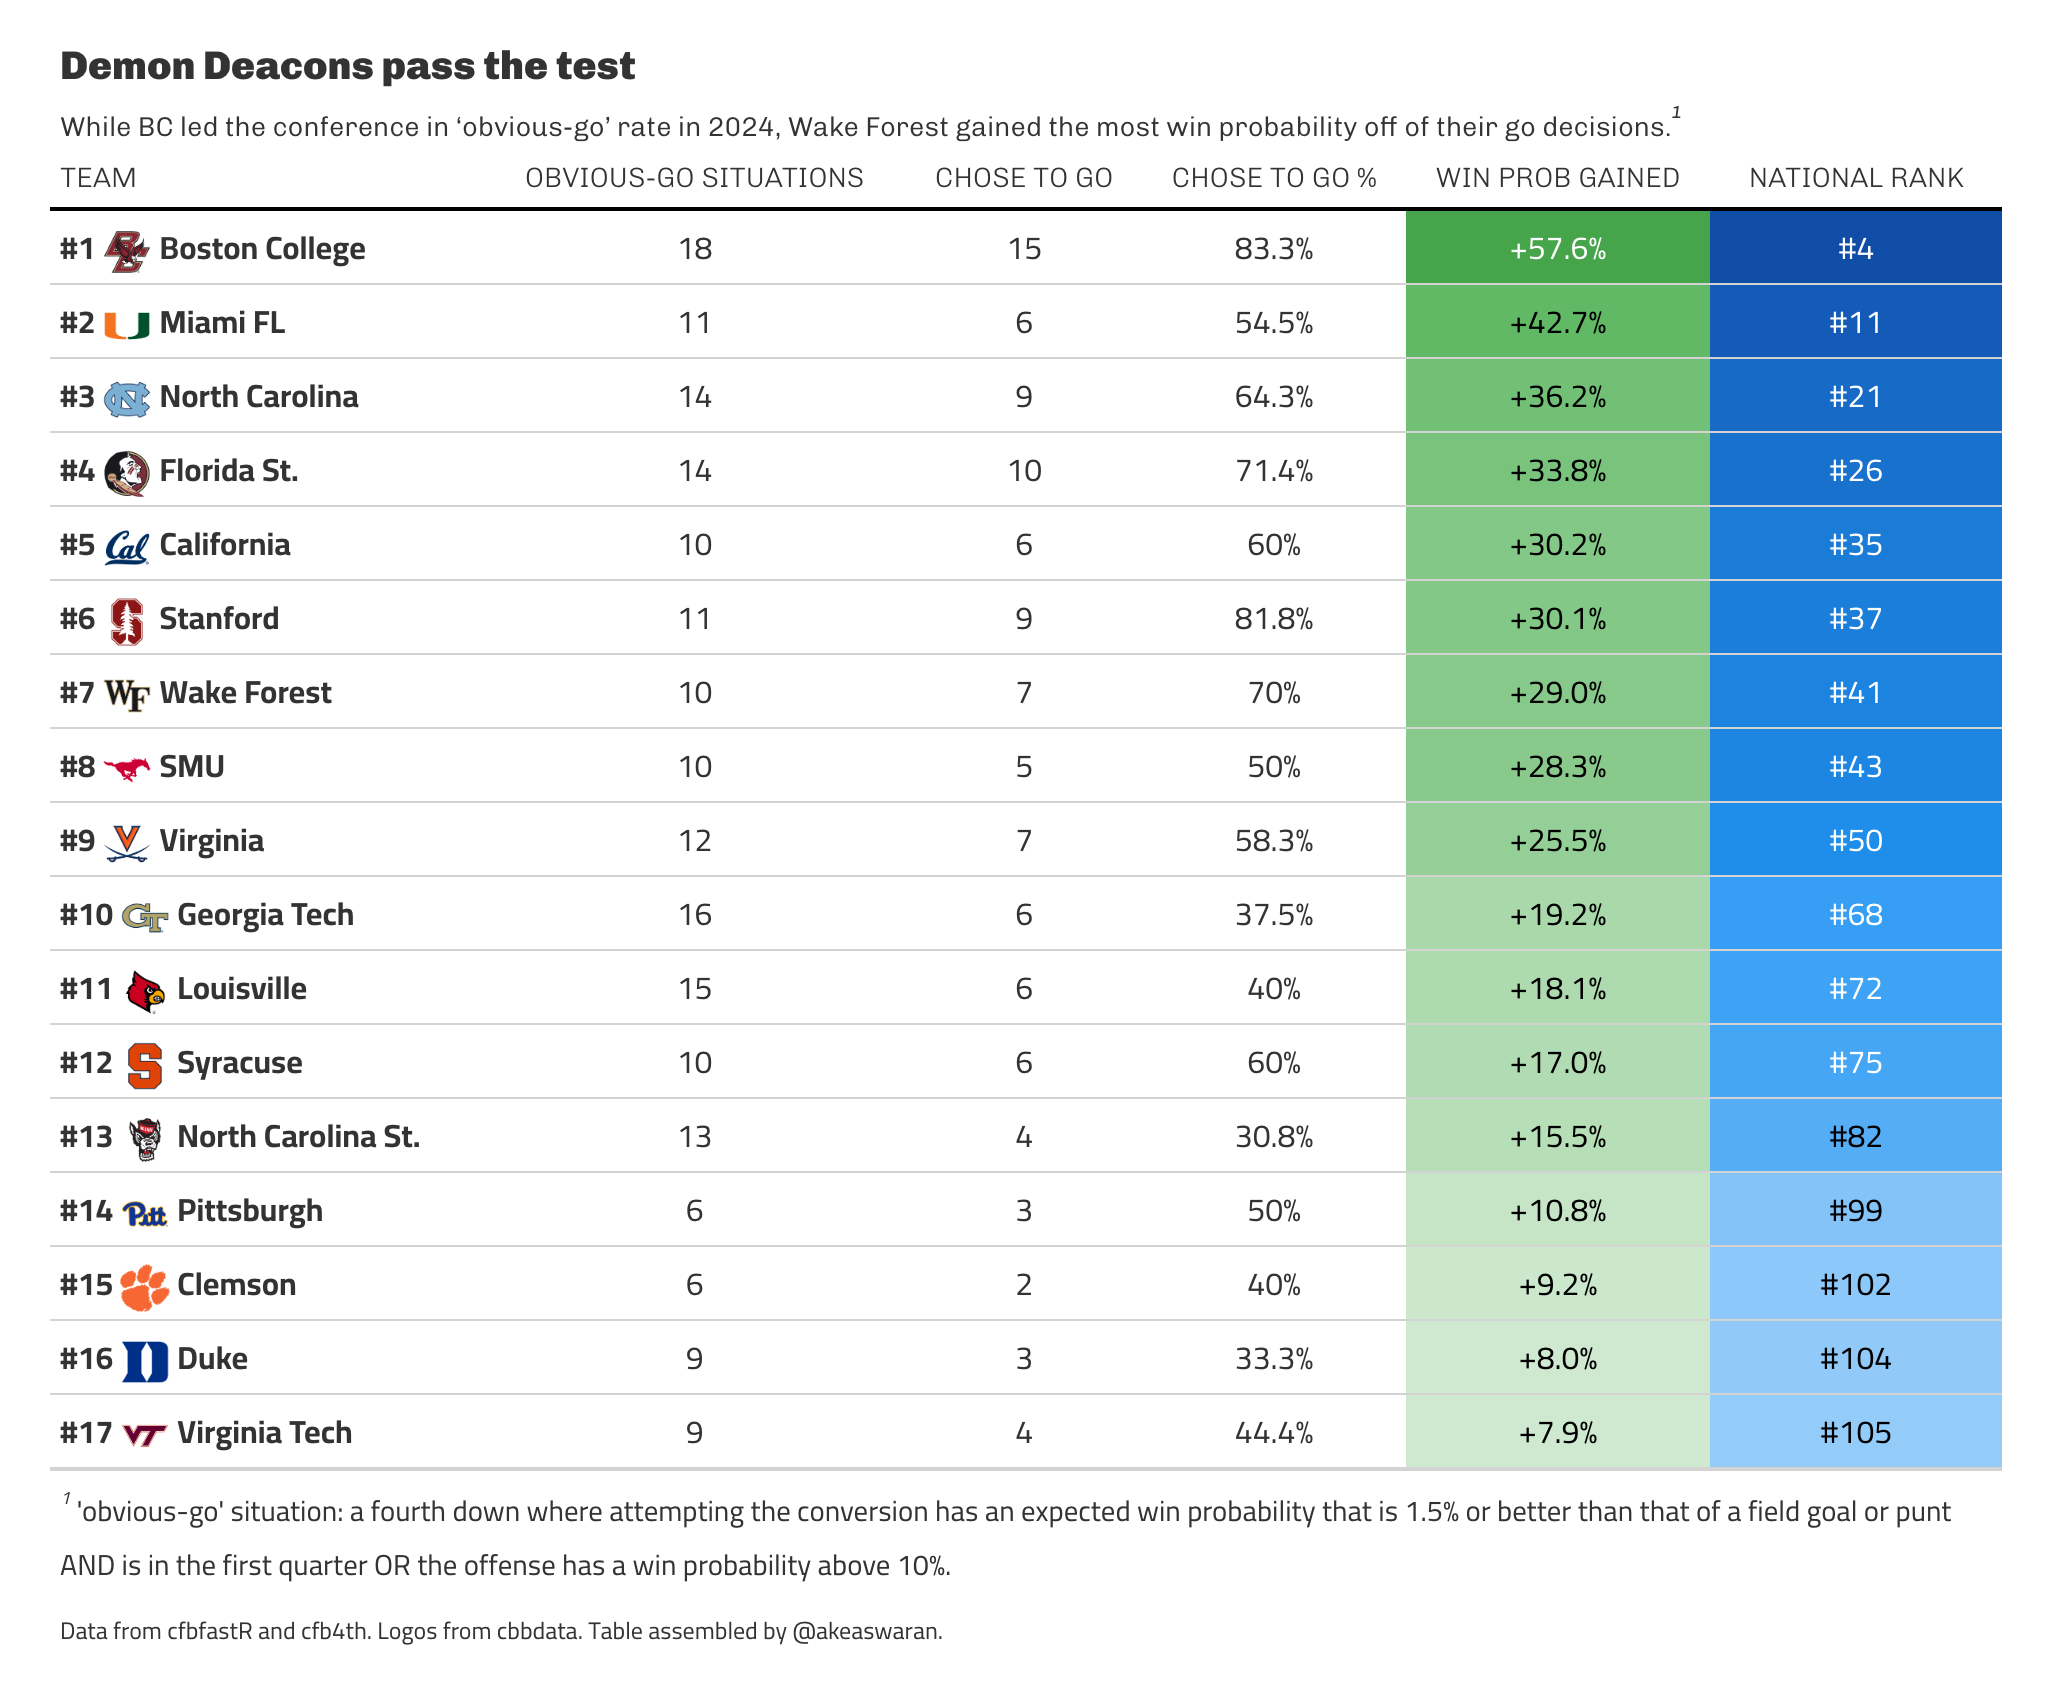 Demon Deacons pass the test
While BC led the conference in ‘obvious-go’ rate in 2024, Wake Forest gained the most win probability off of their go decisions.1
TEAM OBVIOUS-GO SITUATIONS CHOSE TO GO CHOSE TO GO % WIN PROB GAINED NATIONAL RANK
#1 BC Boston College 18 15 83.3% +57.6% #4
#2 U Miami FL 11 6 54.5% +42.7% #11
#3 NC North Carolina 14 9 64.3% +36.2% #21
#4 Florida St. 14 10 71.4% +33.8% #26
#5 Cal California 10 6 60% +30.2% #35
#6 S Stanford 11 9 81.8% +30.1% #37
#7 WF Wake Forest 10 7 70% +29.0% #41
#8 SMU 10 5 50% +28.3% #43
#9 V Virginia 12 7 58.3% +25.5% #50
#10 GT Georgia Tech 16 6 37.5% +19.2% #68
#11 Louisville 15 6 40% +18.1% #72
#12 S Syracuse 10 6 60% +17.0% #75
#13 North Carolina St. 13 4 30.8% +15.5% #82
#14 Pitt Pittsburgh 6 3 50% +10.8% #99
#15 Clemson 6 2 40% +9.2% #102
#16 D Duke 9 3 33.3% +8.0% #104
#17 VT Virginia Tech 9 4 44.4% +7.9% #105
1 'obvious-go' situation: a fourth down where attempting the conversion has an expected win probability that is 1.5% or better than that of a field goal or punt
AND is in the first quarter OR the offense has a win probability above 10%.
Data from cfbfastR and cfb4th. Logos from cbbdata. Table assembled by @akeaswaran.